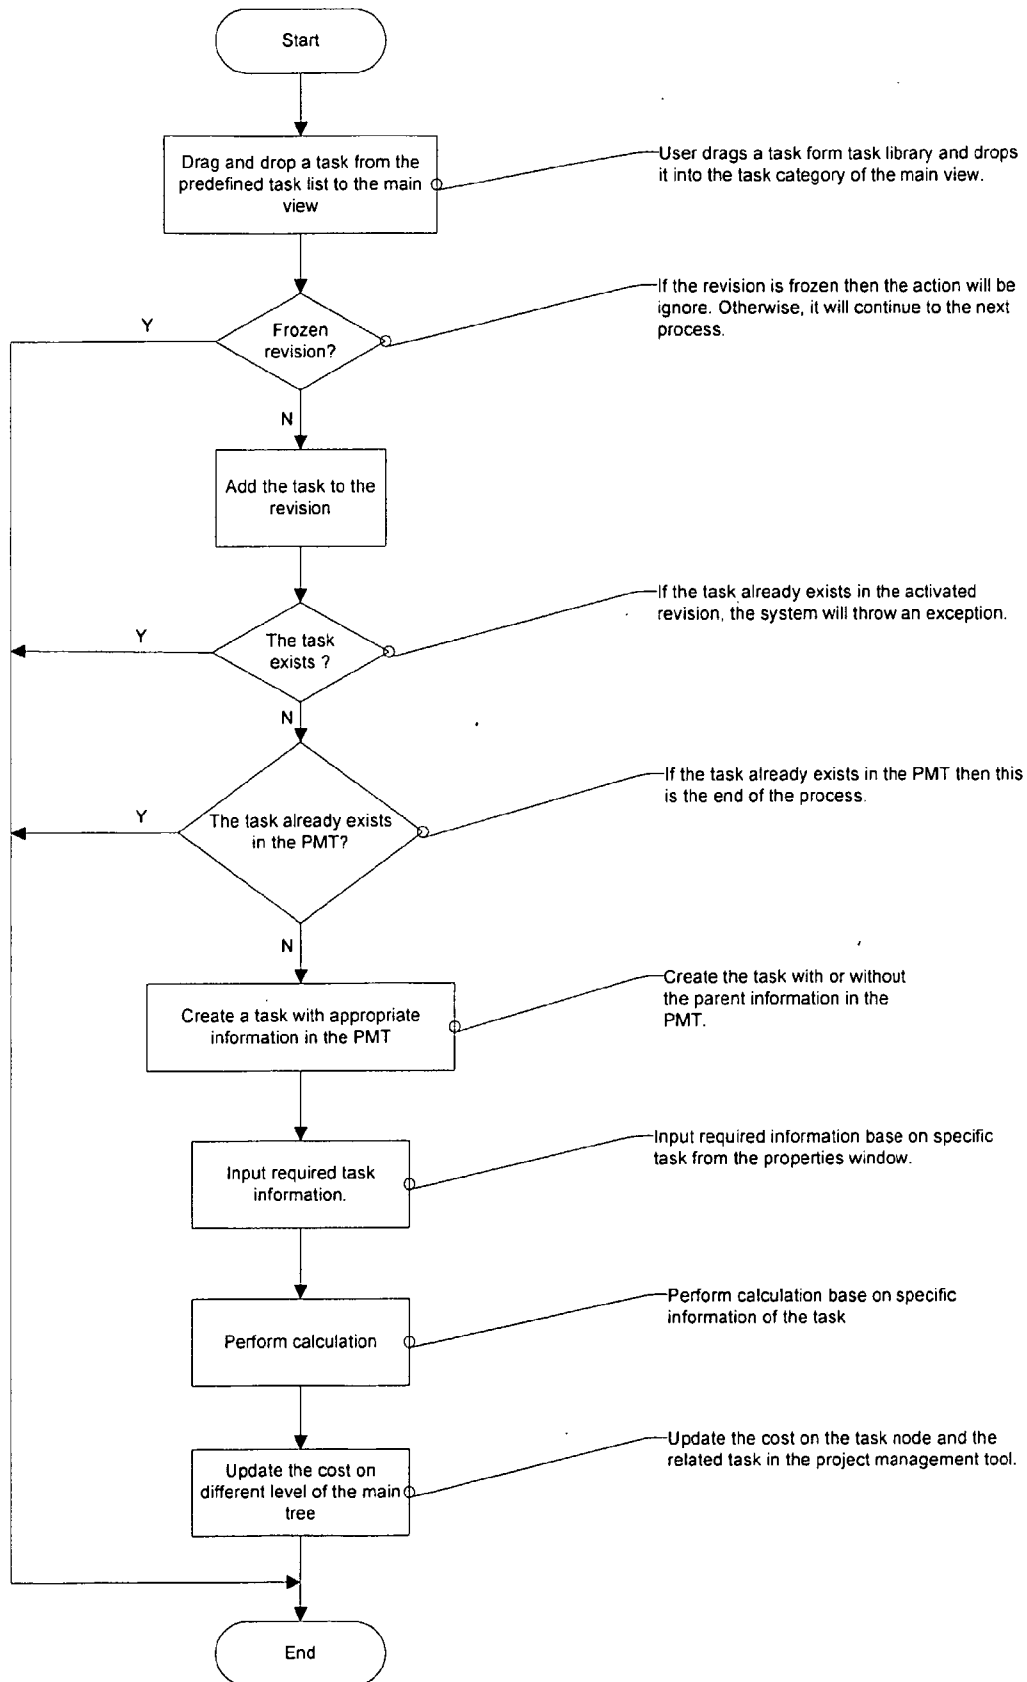 Start
Drag and drop a task from the
predefined task list to the main
view
User drags a task form task library and drops
it into the task category of the main view.
If the revision is frozen then the action will be
ignore. Otherwise, it will continue to the next
process.
Y
Frozen
revision?
N
Add the task to the
revision
If the task already exists in the activated
revision, the system will throw an exception.
Y
The task
exists ?
N
If the task already exists in the PMT then this
is the end of the process.
Y
The task already exists
in the PMT?
N
Create the task with or without
the parent information in the
PMT.
Create a task with appropriate
information in the PMT
Input required information base on specific
task from the properties window.
Input required task
information.
Perform calculation base on specific
information of the task
Perform calculation
Update the cost on the task node and the
related task in the project management tool.
Update the cost on
different level of the main
tree
End